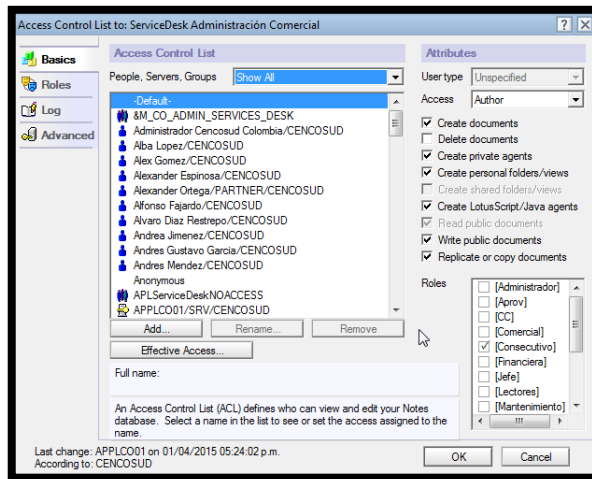 Access Control List to: ServiceDesk Administración Comercial
Basics
Roles
Log
Advanced
Access Control List
People, Servers, Groups
Show All
-Default-
&M_CO_ADMIN_SERVICES_DESK
Administrador Cencosud Colombia/CENCOSUD
Alba Lopez/CENCOSUD
Alex Gomez/CENCOSUD
Alexander Espinosa/CENCOSUD
Alexander Ortega/PARTNER/CENCOSUD
Alfonso Fajardo/CENCOSUD
Alvaro Diaz Restrepo/CENCOSUD
Andrea Jimenez/CENCOSUD
Andres Gustavo Garcia/CENCOSUD
Andres Mendez/CENCOSUD
Anonymous
APLServiceDeskNOACCESS
APPLCO01/SRV/CENCOSUD
Add...
Rename...
Remove
Effective Access...
Full name:
An Access Control List (ACL) defines who can view and edit your Notes
database. Select a name in the list to see or set the access assigned to the
name.
Attributes
User type
Unspecified
Access
Author
Create documents
Delete documents
Create private agents
Create personal folders/views
Create shared folders/views
Create LotusScript/Java agents
Read public documents
Write public documents
Replicate or copy documents
Roles
[Administrador]
[Aprov]
[CC]
[Comercial]
[Consecutivo]
[Financiera]
[Jefe]
[Lectores]
[Mantenimiento]
Last change: APPLCO01 on 01/04/2015 05:24:02 p.m.
According to: CENCOSUD
OK
Cancel